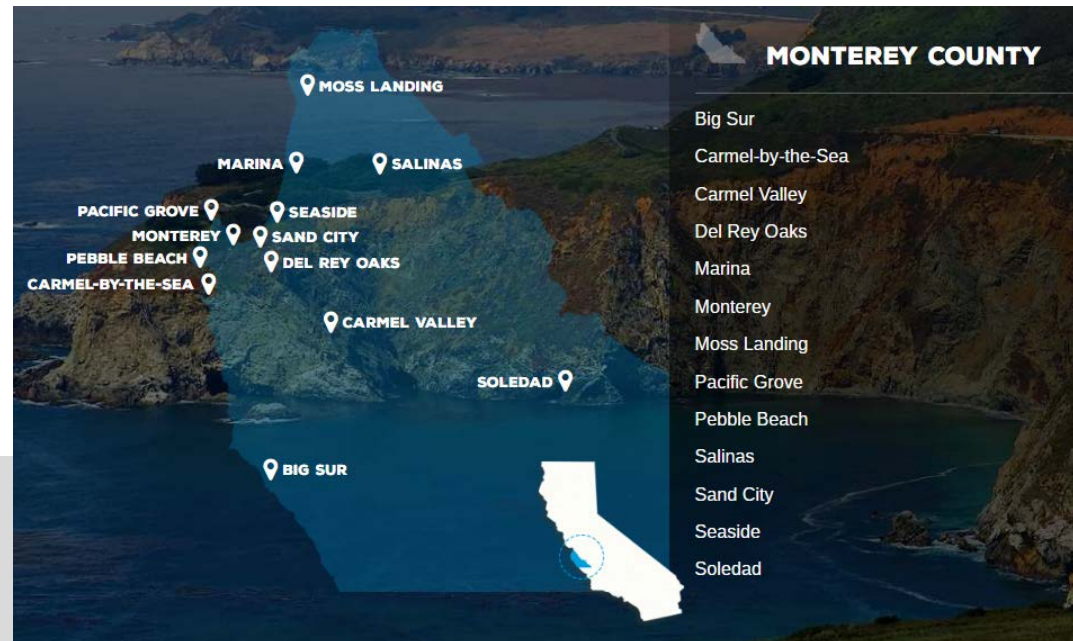 MONTEREY COUNTY
MOSS LANDING
MARINA
SALINAS
PACIFIC GROVE
SEASIDE
MONTEREY
SAND CITY
PEBBLE BEACH
DEL REY OAKS
CARMEL-BY-THE-SEA
CARMEL VALLEY
SOLEDAD
BIG SUR
Big Sur
Carmel-by-the-Sea
Carmel Valley
Del Rey Oaks
Marina
Monterey
Moss Landing
Pacific Grove
Pebble Beach
Salinas
Sand City
Seaside
Soledad